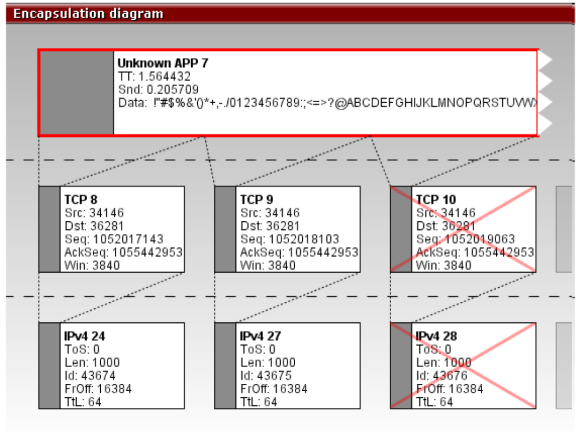 Encapsulation diagram
Unknown APP 7
TT: 1.564432
Snd: 0.205709
Data: !"#$%&'()*+,-./0123456789:;<=>?@ABCDEFGHIJKLMNOPQRSTUVWX
TCP 8
Src: 34146
Dst: 36281
Seq: 1052017143
AckSeq: 1055442953
Win: 3840
TCP 9
Src: 34146
Dst: 36281
Seq: 1052018103
AckSeq: 1055442953
Win: 3840
TCP 10
Src: 34146
Dst: 36281
Seq: 1052019063
AckSeq: 1055442953
Win: 3840
IPv4 24
ToS: 0
Len: 1000
Id: 43674
FrOff: 16384
TtL: 64
IPv4 27
ToS: 0
Len: 1000
Id: 43675
FrOff: 16384
TtL: 64
IPv4 28
ToS: 0
Len: 1000
Id: 43676
FrOff: 16384
TtL: 64